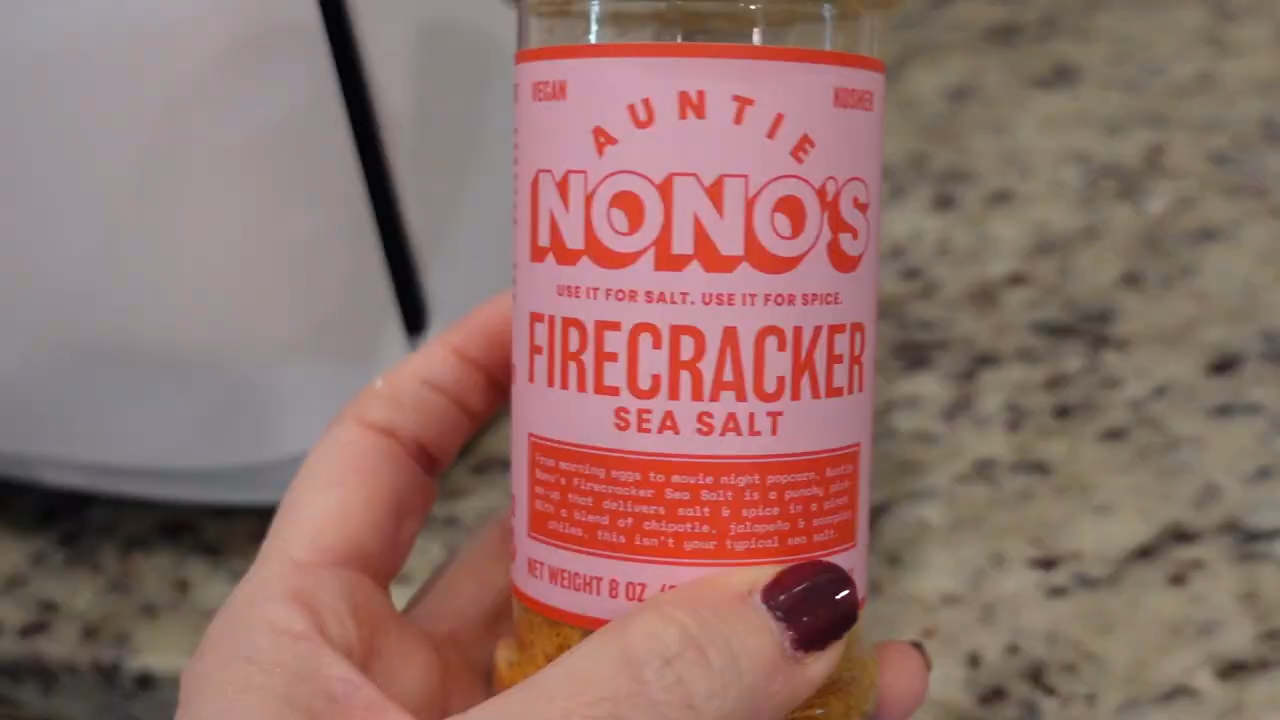 VEGAN
KOSHER
AUNTIE
NONO'S
USE IT FOR SALT. USE IT FOR SPICE.
FIRECRACKER
SEA SALT
From morning eggs to movie night popcorn, Auntie
Nono's Firecracker Sea Salt is a punchy pick-
me-up that delivers salt & spice in a pinch.
With a blend of chipotle, jalapeño & scorpion
chiles, this isn't your typical sea salt.
NET WEIGHT 8 OZ.